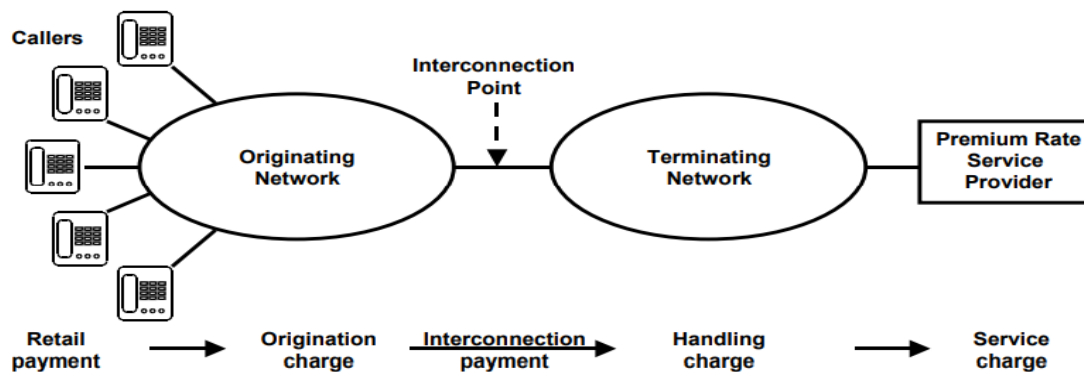 Callers
Interconnection
Point
Originating
Network
Terminating
Network
Premium Rate
Service
Provider
Retail
payment
Origination
charge
Interconnection
payment
Handling
charge
Service
charge